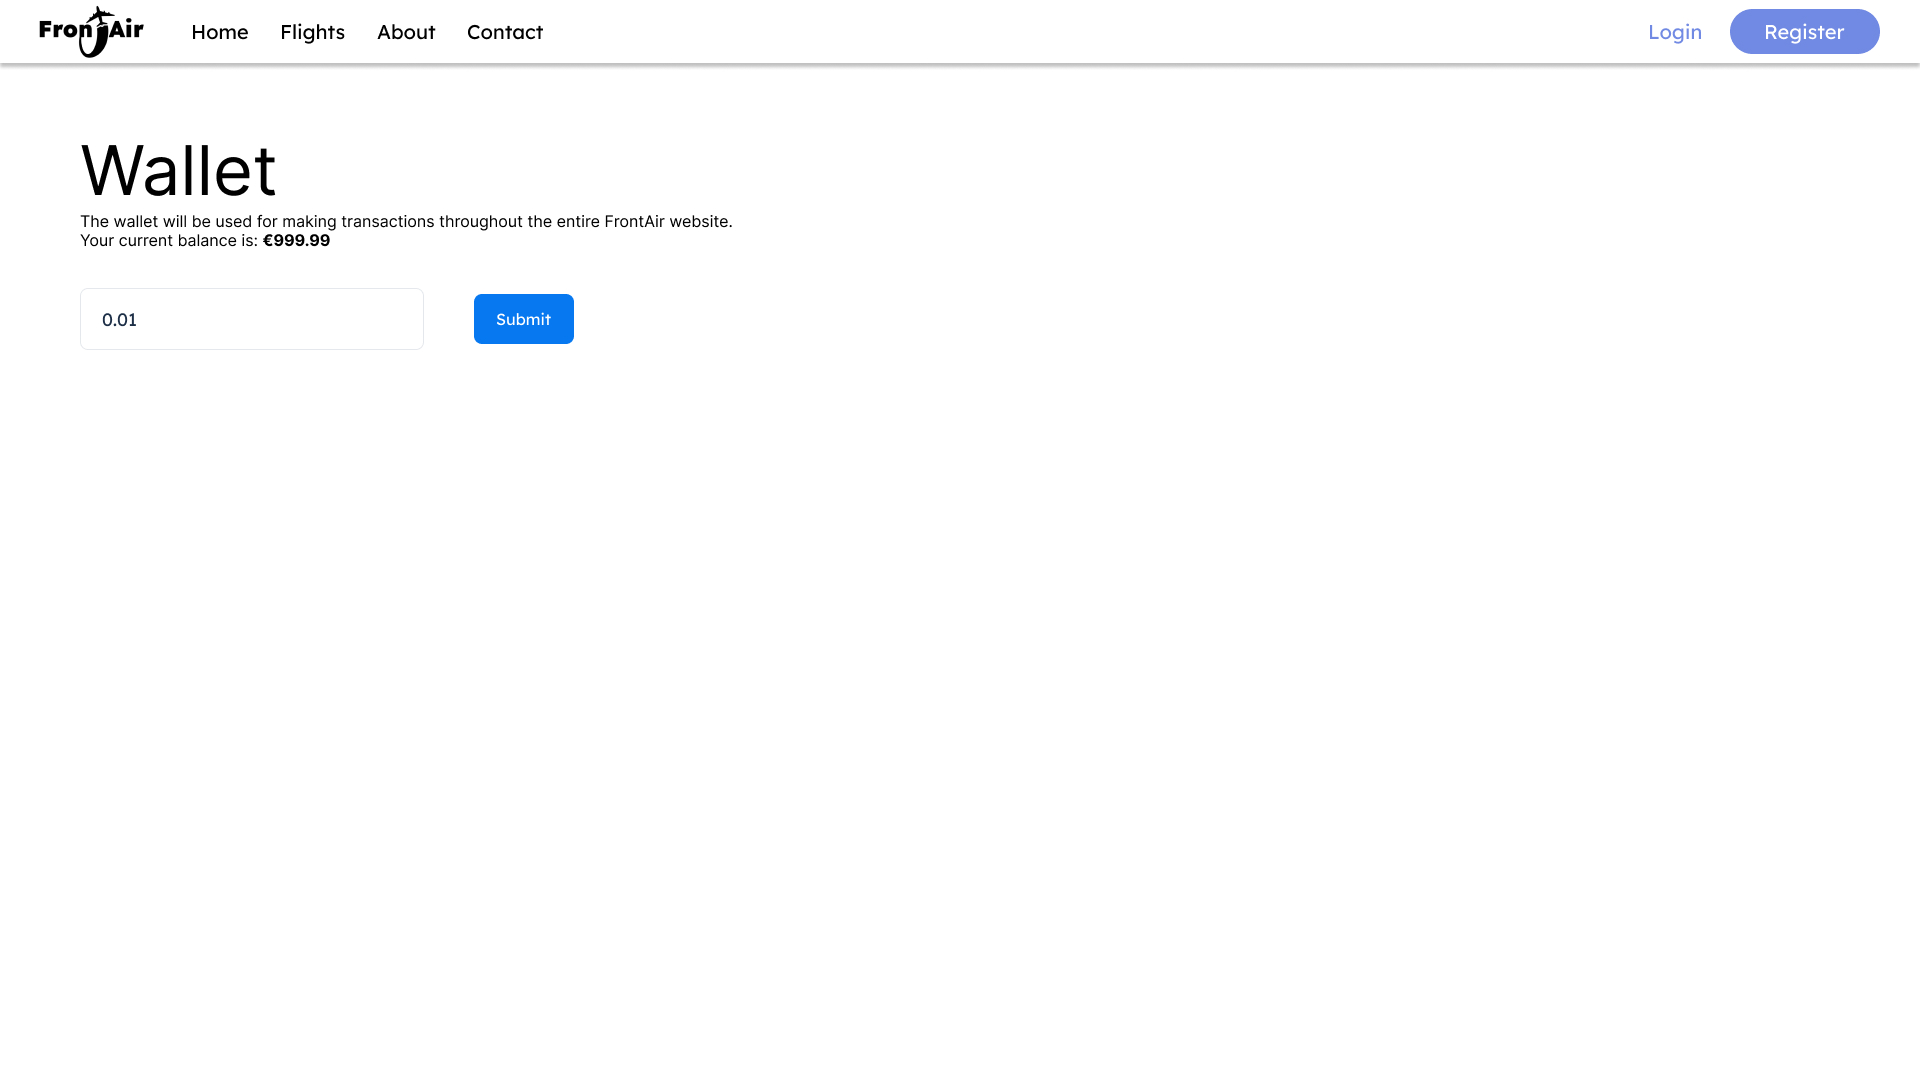 FrontAir
Home
Flights
About
Contact
Login
Register
Wallet
The wallet will be used for making transactions throughout the entire FrontAir website.
Your current balance is: €999.99
0.01
Submit